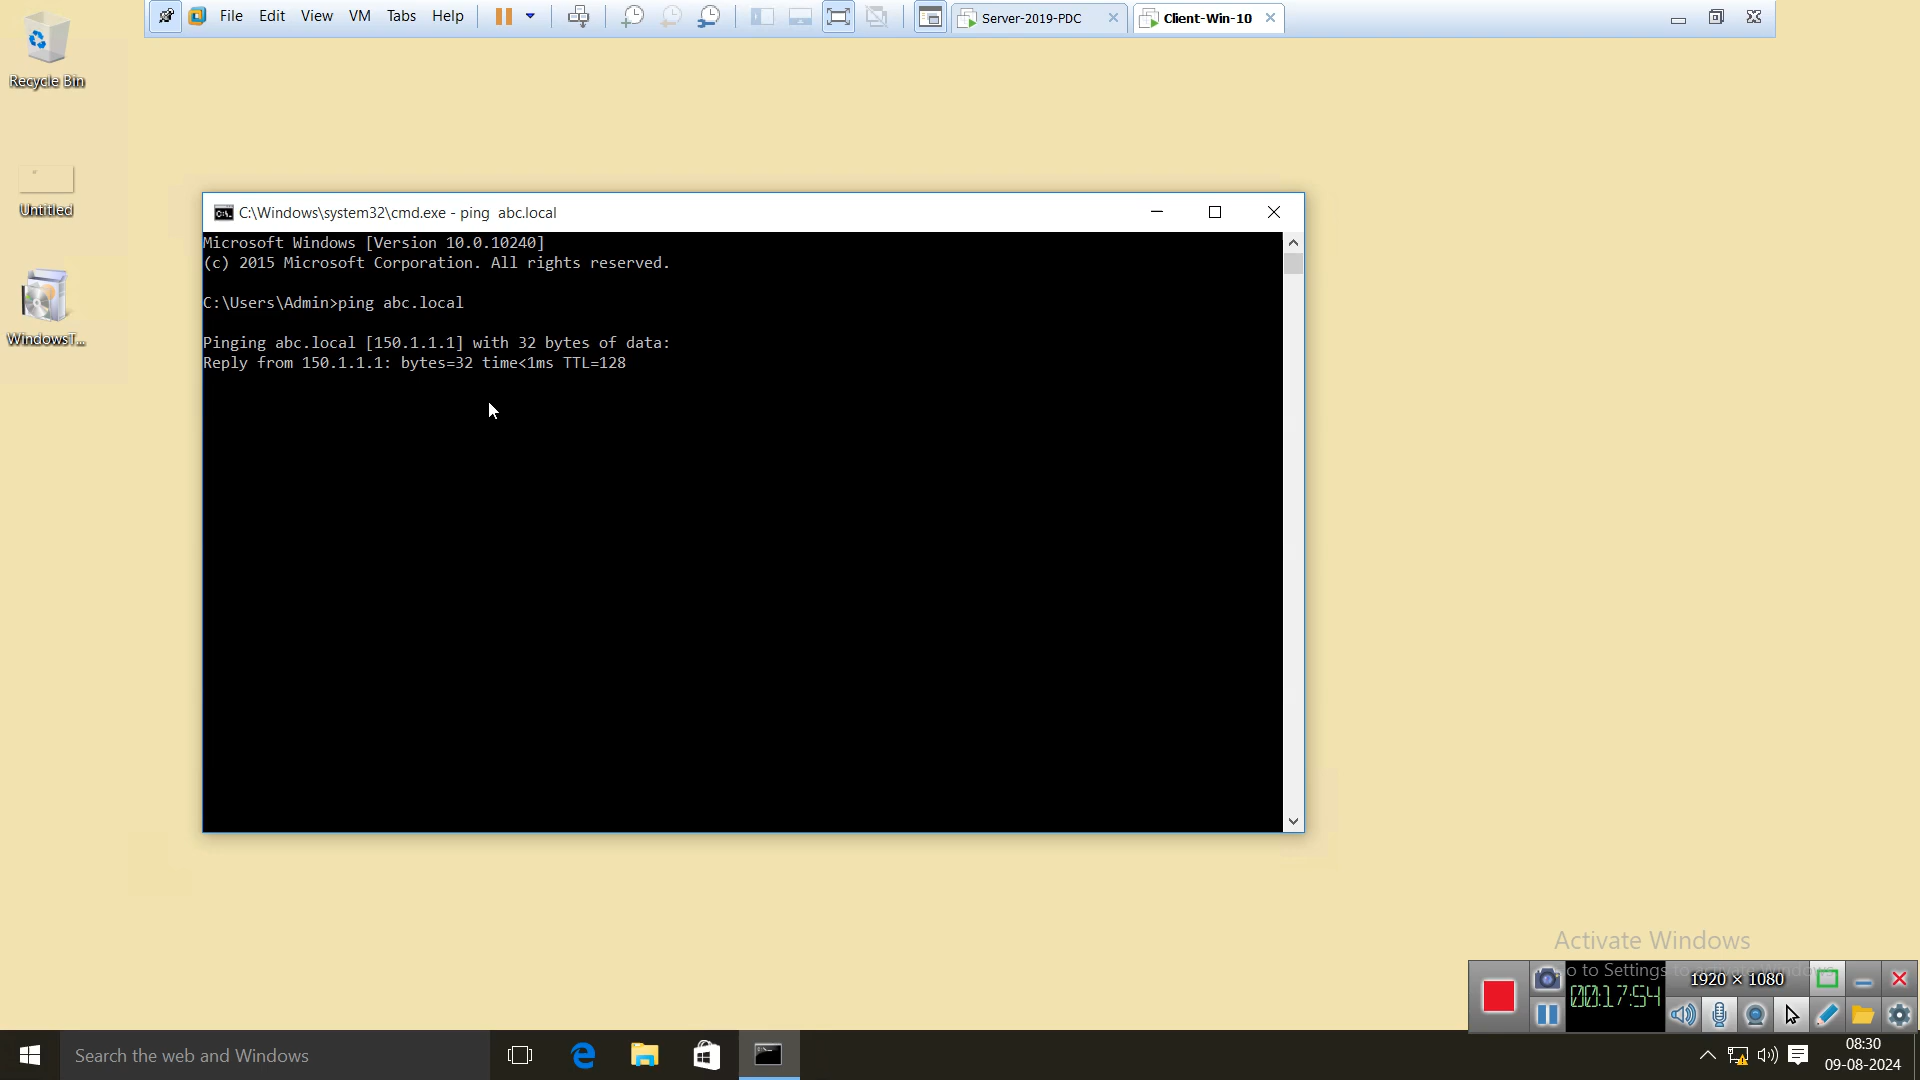 File Edit View VM Tabs Help
Server-2019-PDC
Client-Win-10
Recycle Bin
Untitled
WindowsT...
C:\Windows\system32\cmd.exe - ping  abc.local
Microsoft Windows [Version 10.0.10240]
(c) 2015 Microsoft Corporation. All rights reserved.
C:\Users\Admin>ping abc.local
Pinging abc.local [150.1.1.1] with 32 bytes of data:
Reply from 150.1.1.1: bytes=32 time<1ms TTL=128
Activate Windows
o to Settings to activate Windows.
1920 × 1080
00:17:54
Search the web and Windows
08:30
09-08-2024